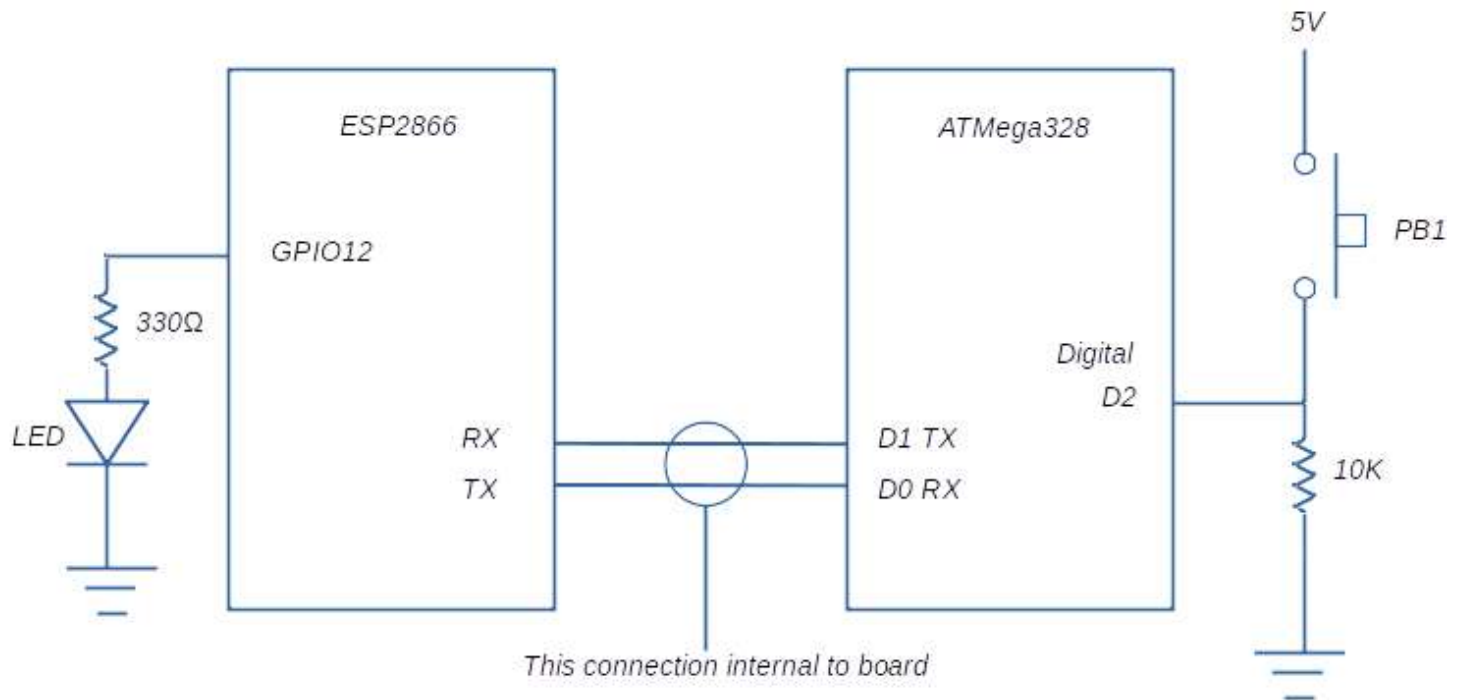 5V
ESP2866
ATMega328
GPIO12
PB1
330Ω
Digital
D2
LED
RX
D1 TX
10K
TX
D0 RX
This connection internal to board